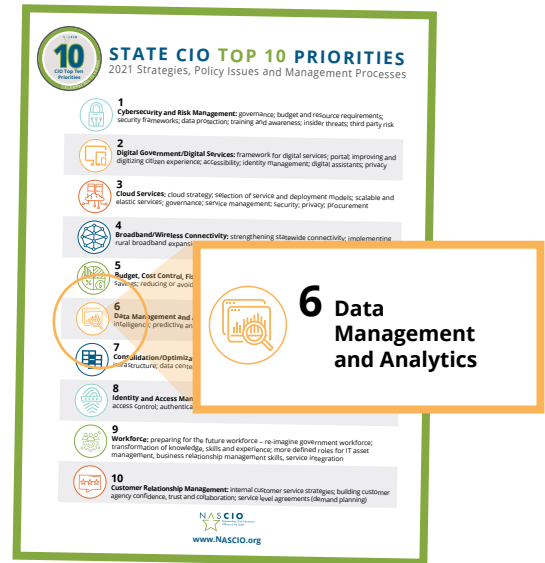 NASCIO
10
CIO Top Ten
Priorities
STATE CIO TOP 10 PRIORITIES
2021 Strategies, Policy Issues and Management Processes
1
Cybersecurity and Risk Management: governance; budget and resource requirements;
security frameworks; data protection; training and awareness; insider threats; third party risk
2
Digital Government/Digital Services: framework for digital services; portal; improving and
digitizing citizen experience; accessibility; identity management; digital assistants; privacy
3
Cloud Services: cloud strategy; selection of service and deployment models; scalable and
elastic services; governance; service management; security; privacy; procurement
4
Broadband/Wireless Connectivity: strengthening statewide connectivity; implementing
rural broadband
5
Budget, Cost Control,
savings; reducing or avoid
6
Data Management and
intelligence; predictive
7
Consolidation/Optimiza
infrastructure; data cente
8
Identity and Access Man
access control; authentica
6 Data
Management
and Analytics
9
Workforce: preparing for the future workforce – re-imagine government workforce;
transformation of knowledge, skills and experience; more defined roles for IT asset
management, business relationship management skills, service integration
10
Customer Relationship Management: internal customer service strategies; building customer
agency confidence, trust and collaboration; service level agreements (demand planning)
NASCIO
www.NASCIO.org